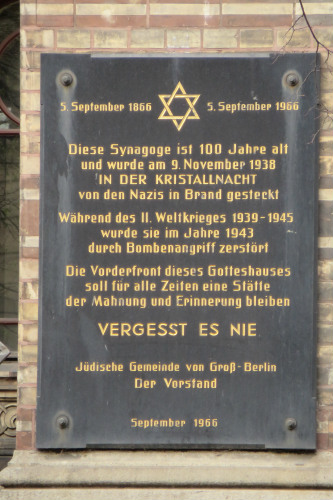 5. September 1866 5. September 1966
Diese Synagoge ist 100 Jahre alt
und wurde am 9. November 1938
IN DER KRISTALLNACHT
von den Nazis in Brand gesteckt
Während des II. Weltkrieges 1939-1945
wurde sie im Jahre 1943
durch Bombenangriff zerstört
Die Vorderfront dieses Gotteshauses
soll für alle Zeiten eine Stätte
der Mahnung und Erinnerung bleiben
VERGESST ES NIE
Jüdische Gemeinde von Groß-Berlin
Der Vorstand
September 1966